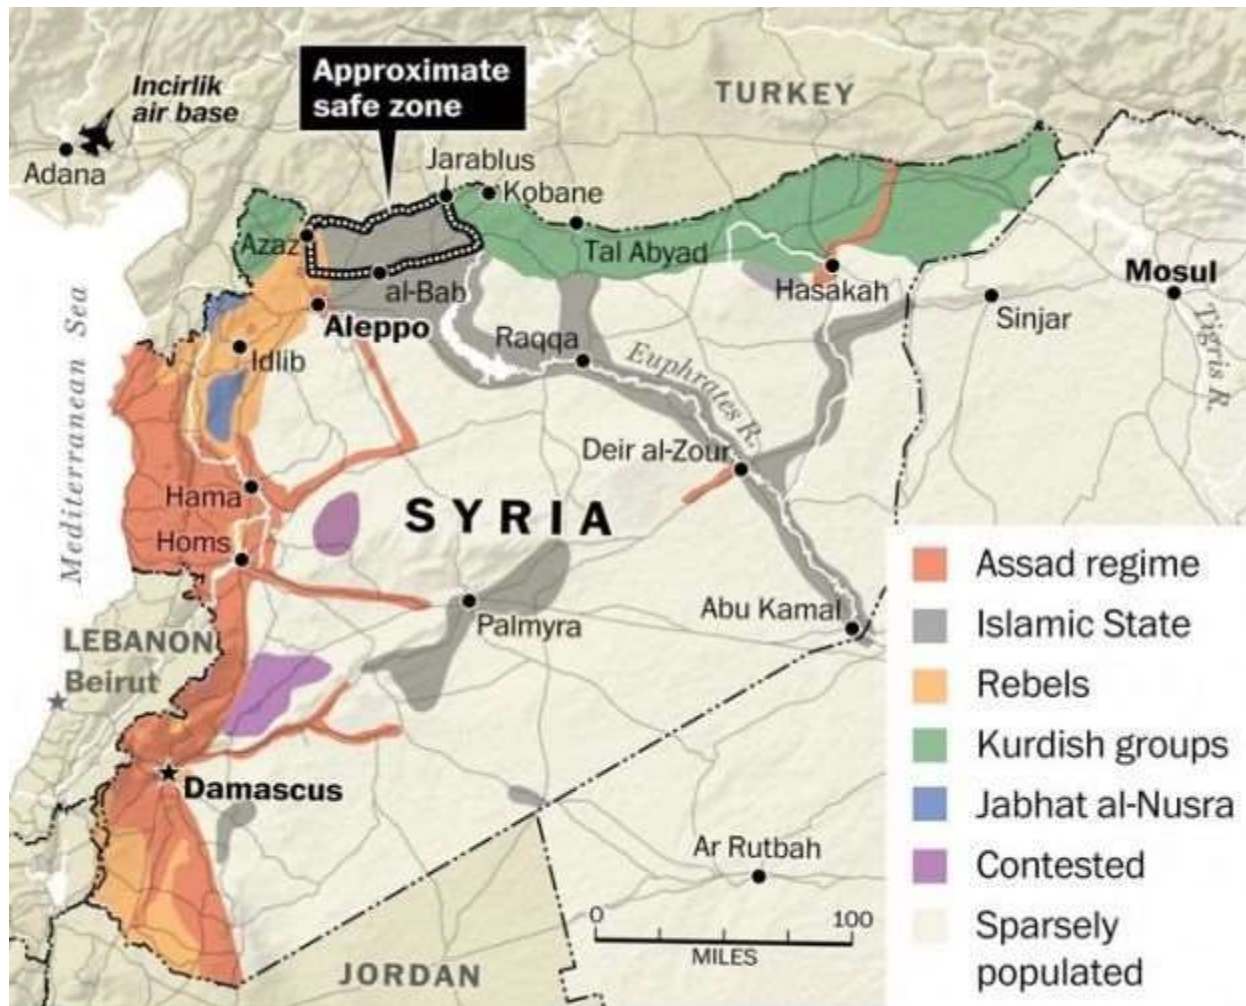 Incirlik
air base
Approximate
safe zone
TURKEY
Adana
Jarablus
Kobane
Azaz
Tal Abyad
al-Bab
Hasakah
Mosul
Aleppo
Sinjar
Idlib
Raqqa
Euphrates R.
Tigris R.
Mediterranean Sea
Deir al-Zour
Hama
SYRIA
Homs
Abu Kamal
Palmyra
LEBANON
Beirut
Damascus
Ar Rutbah
JORDAN
0 100
MILES
Assad regime
Islamic State
Rebels
Kurdish groups
Jabhat al-Nusra
Contested
Sparsely
populated